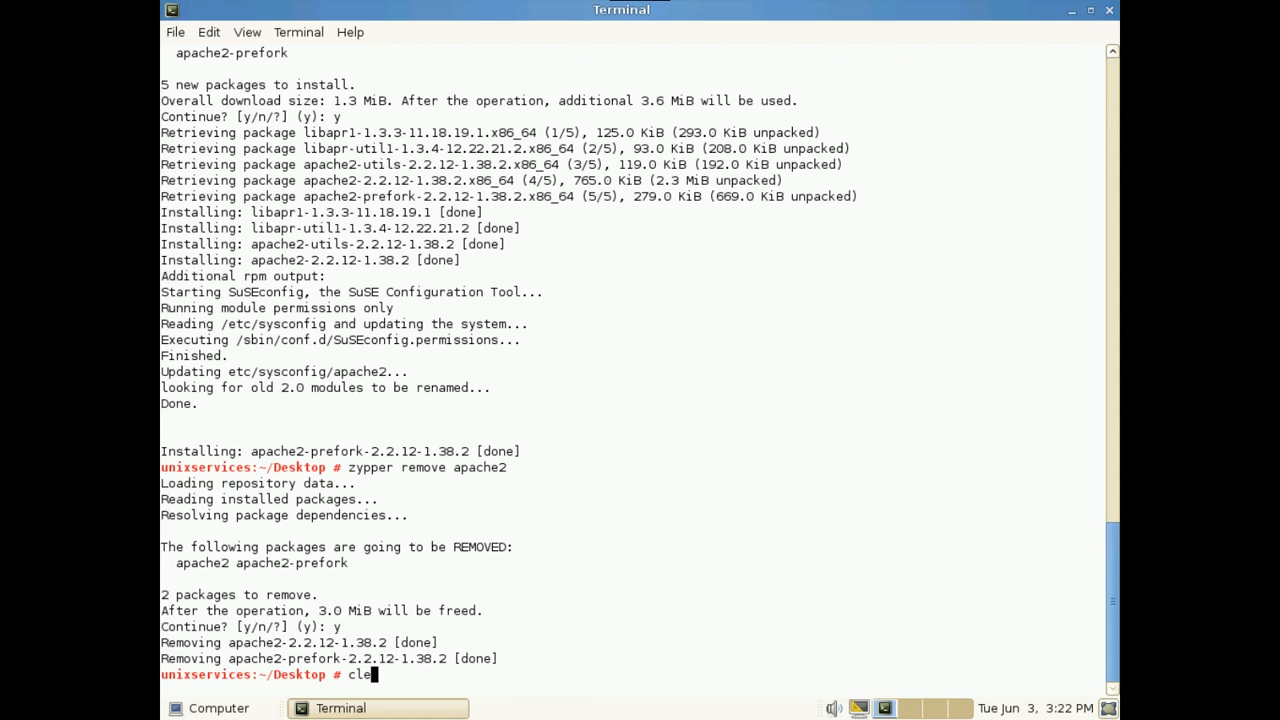 Terminal
File Edit View Terminal Help
apache2-prefork
5 new packages to install.
Overall download size: 1.3 MiB. After the operation, additional 3.6 MiB will be used.
Continue? [y/n/?] (y): y
Retrieving package libapr1-1.3.3-11.18.19.1.x86_64 (1/5), 125.0 KiB (293.0 KiB unpacked)
Retrieving package libapr-util1-1.3.4-12.22.21.2.x86_64 (2/5), 93.0 KiB (208.0 KiB unpacked)
Retrieving package apache2-utils-2.2.12-1.38.2.x86_64 (3/5), 119.0 KiB (192.0 KiB unpacked)
Retrieving package apache2-2.2.12-1.38.2.x86_64 (4/5), 765.0 KiB (2.3 MiB unpacked)
Retrieving package apache2-prefork-2.2.12-1.38.2.x86_64 (5/5), 279.0 KiB (669.0 KiB unpacked)
Installing: libapr1-1.3.3-11.18.19.1 [done]
Installing: libapr-util1-1.3.4-12.22.21.2 [done]
Installing: apache2-utils-2.2.12-1.38.2 [done]
Installing: apache2-2.2.12-1.38.2 [done]
Additional rpm output:
Starting SuSEconfig, the SuSE Configuration Tool...
Running module permissions only
Reading /etc/sysconfig and updating the system...
Executing /sbin/conf.d/SuSEconfig.permissions...
Finished.
Updating etc/sysconfig/apache2...
looking for old 2.0 modules to be renamed...
Done.
Installing: apache2-prefork-2.2.12-1.38.2 [done]
unixservices:~/Desktop # zypper remove apache2
Loading repository data...
Reading installed packages...
Resolving package dependencies...
The following packages are going to be REMOVED:
apache2 apache2-prefork
2 packages to remove.
After the operation, 3.0 MiB will be freed.
Continue? [y/n/?] (y): y
Removing apache2-2.2.12-1.38.2 [done]
Removing apache2-prefork-2.2.12-1.38.2 [done]
unixservices:~/Desktop # cle
Computer Terminal Tue Jun 3, 3:22 PM